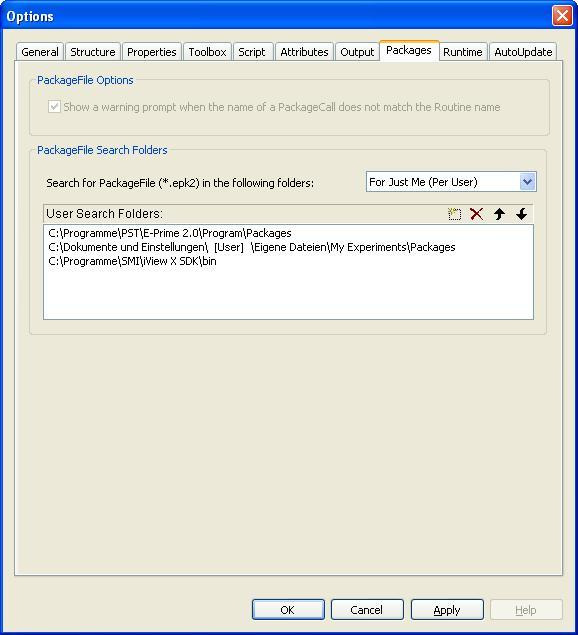 Options
General Structure Properties Toolbox Script Attributes Output Packages Runtime AutoUpdate
PackageFile Options
Show a warning prompt when the name of a PackageCall does not match the Routine name
PackageFile Search Folders
Search for PackageFile (*.epk2) in the following folders: For Just Me (Per User)
User Search Folders:
C:\Programme\PST\E-Prime 2.0\Program\Packages
C:\Dokumente und Einstellungen\ [User] \Eigene Dateien\My Experiments\Packages
C:\Programme\SMI\iView X SDK\bin
OK Cancel Apply Help